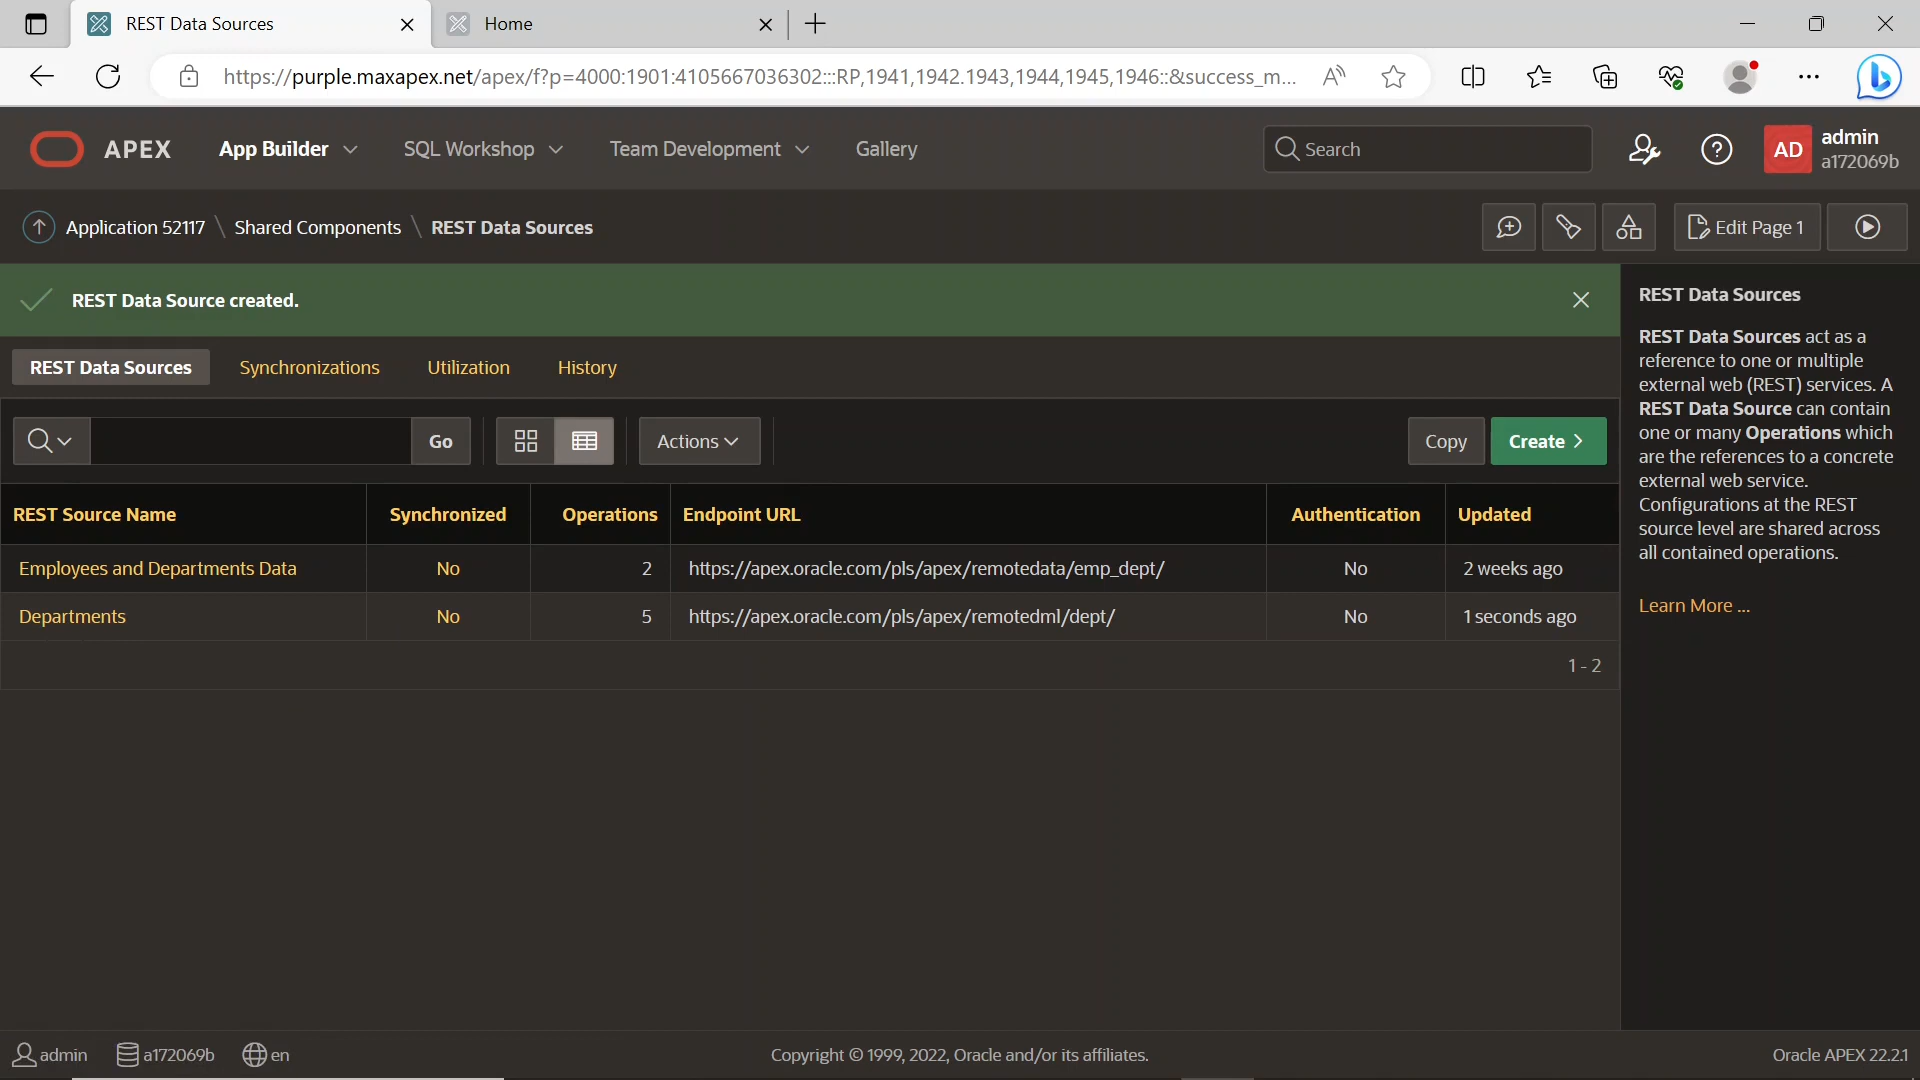 REST Data Sources
Home
https://purple.maxapex.net/apex/f?p=4000:1901:4105667036302:::RP,1941,1942.1943,1944,1945,1946::&success_m...
APEX
App Builder
SQL Workshop
Team Development
Gallery
Search
AD
admin
a172069b
Application 52117 \ Shared Components \ REST Data Sources
Edit Page 1
REST Data Source created.
REST Data Sources
Synchronizations
Utilization
History
Go
Actions
Copy
Create
REST Source Name Synchronized Operations Endpoint URL Authentication Updated
Employees and Departments Data No 2 https://apex.oracle.com/pls/apex/remotedata/emp_dept/ No 2 weeks ago
Departments No 5 https://apex.oracle.com/pls/apex/remotedml/dept/ No 1 seconds ago
1 - 2
REST Data Sources
REST Data Sources act as a
reference to one or multiple
external web (REST) services. A
REST Data Source can contain
one or many Operations which
are the references to a concrete
external web service.
Configurations at the REST
source level are shared across
all contained operations.
Learn More ...
admin
a172069b
en
Copyright © 1999, 2022, Oracle and/or its affiliates.
Oracle APEX 22.2.1